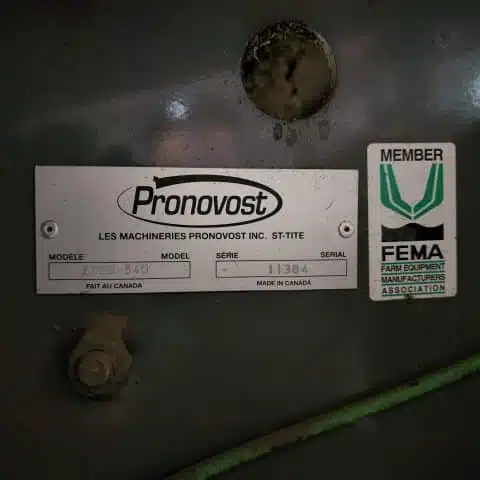 Pronovost
LES MACHINERIES PRONOVOST INC. ST-TITE
MODÈLE MODEL SÉRIE SERIAL
11384
FAIT AU CANADA MADE IN CANADA
MEMBER
FEMA
FARM EQUIPMENT
MANUFACTURERS
ASSOCIATION